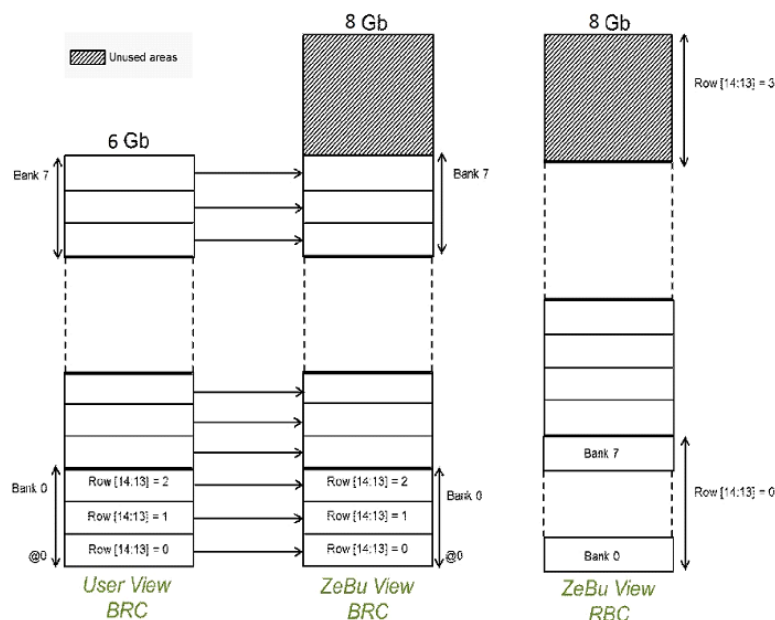 8 Gb
8 Gb
Unused areas
Row [14:13] = 3
6 Gb
Bank 7
Bank 7
Bank 7
Row [14:13] = 0
Bank 0
Row [14:13] = 2
Row [14:13] = 2
Bank 0
Row [14:13] = 1
Row [14:13] = 1
@0
Row [14:13] = 0
Row [14:13] = 0
@0
Bank 0
User View
BRC
ZeBu View
BRC
ZeBu View
RBC